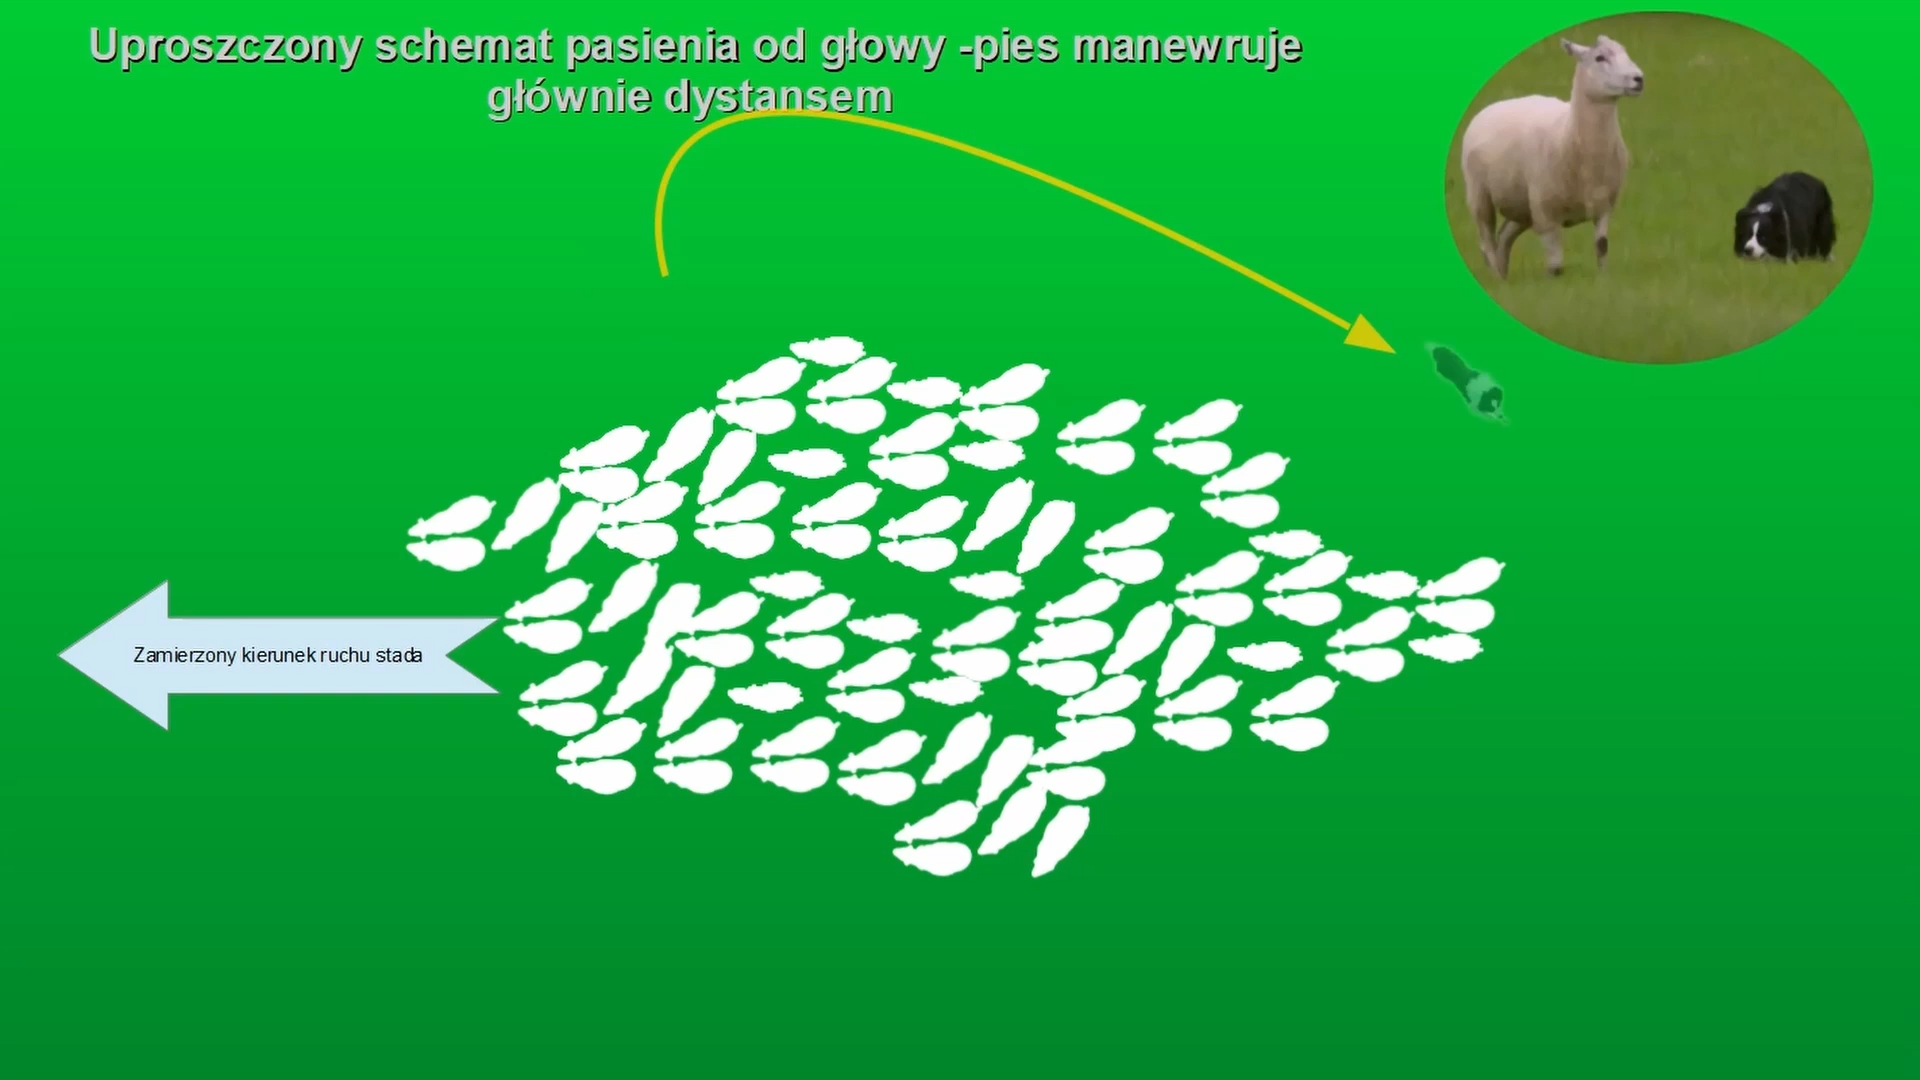 Uproszczony schemat pasienia od głowy -pies manewruje
głównie dystansem
Zamierzony kierunek ruchu stada